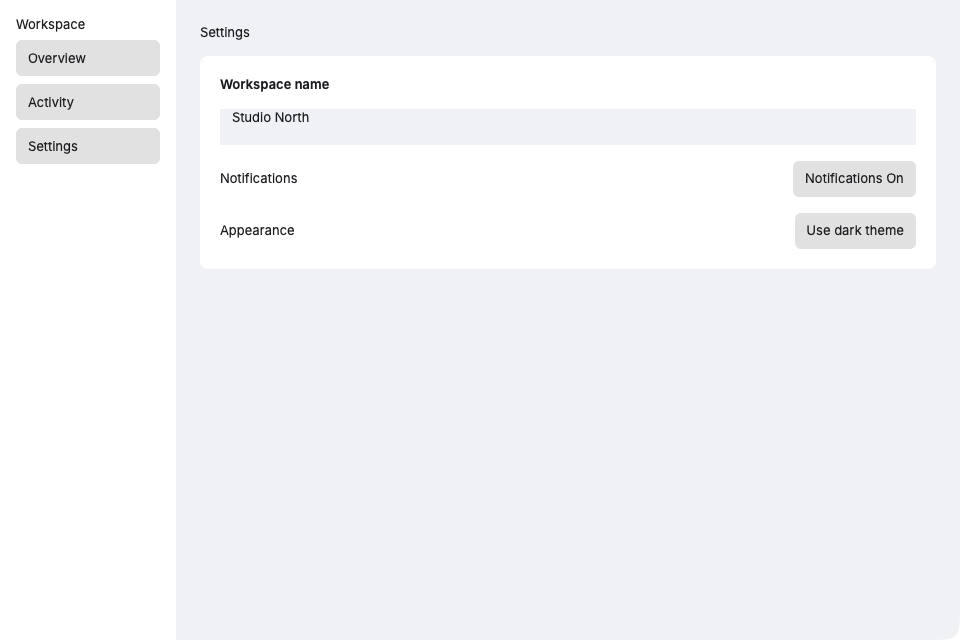 Workspace
Overview
Activity
Settings
Settings
Workspace name
Studio North
Notifications
Notifications On
Appearance
Use dark theme